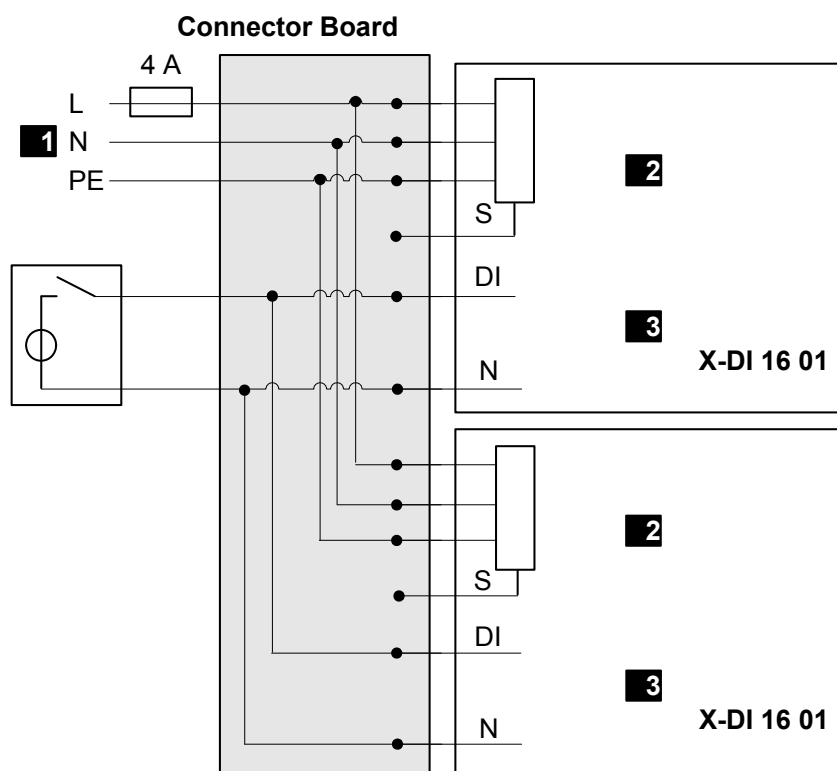 Connector Board
4 A
L
1 N
PE
2
S
DI
3
X-DI 16 01
N
2
S
DI
3
X-DI 16 01
N